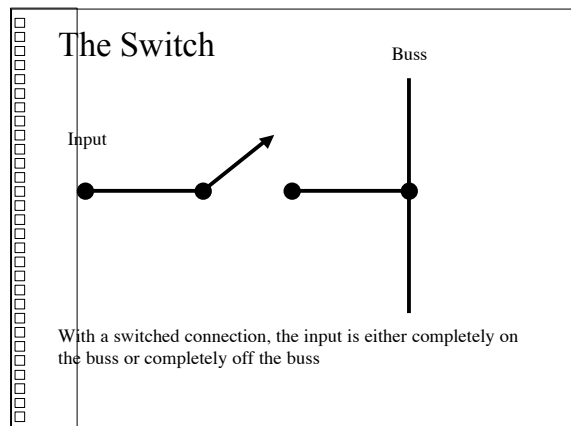 The Switch
Buss
Input
With a switched connection, the input is either completely on
the buss or completely off the buss